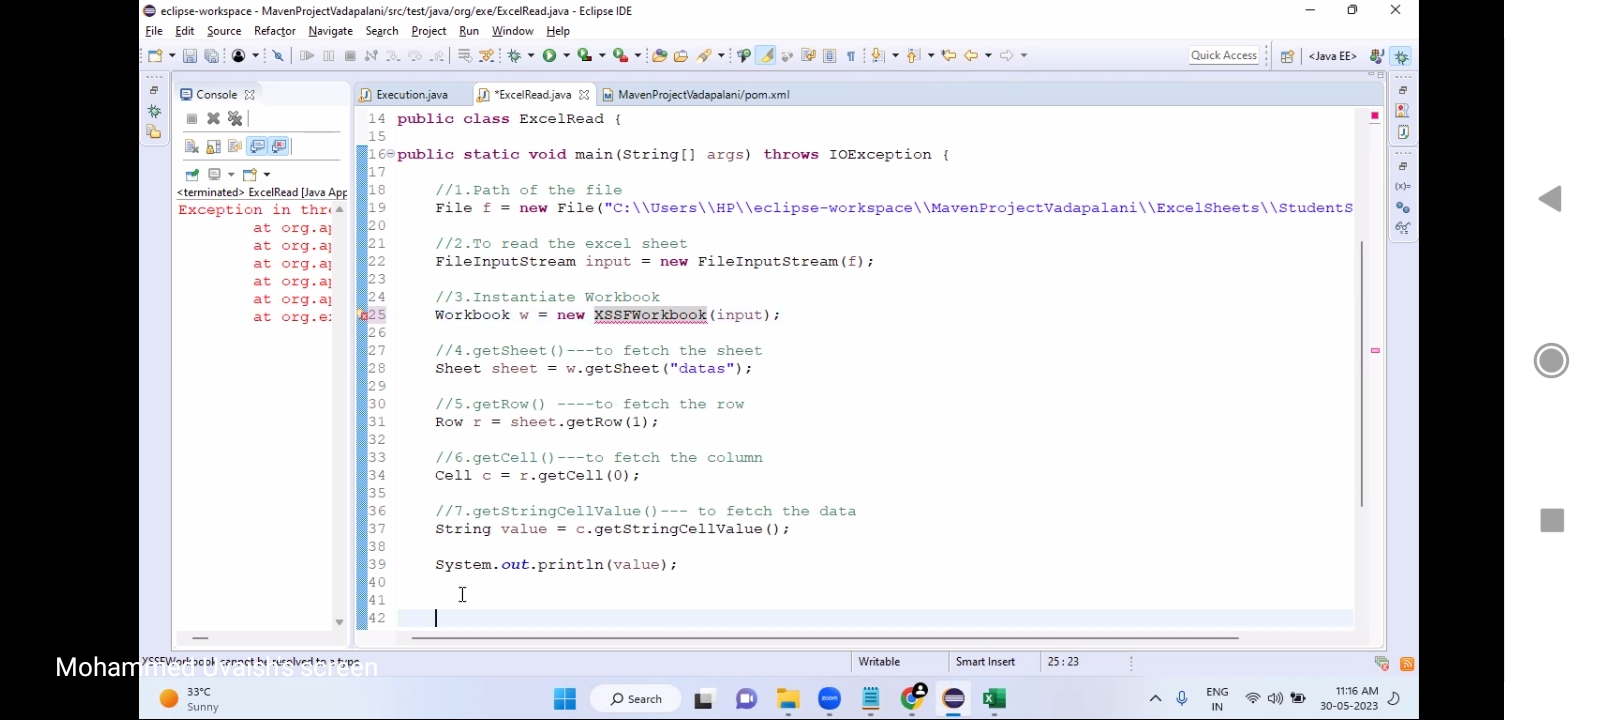 eclipse-workspace - MavenProjectVadapalani/src/test/java/org/exe/ExcelRead.java - Eclipse IDE
File Edit Source Refactor Navigate Search Project Run Window Help
Quick Access <Java EE>
Console Execution.java *ExcelRead.java MavenProjectVadapalani/pom.xml
<terminated> ExcelRead [Java App
Exception in thre
at org.ap
at org.ap
at org.ap
at org.ap
at org.ap
at org.e
14 public class ExcelRead {
15
16 public static void main(String[] args) throws IOException {
17
18 //1.Path of the file
19 File f = new File("C:\\Users\\HP\\eclipse-workspace\\MavenProjectVadapalani\\ExcelSheets\\StudentS
20
21 //2.To read the excel sheet
22 FileInputStream input = new FileInputStream(f);
23
24 //3.Instantiate Workbook
25 Workbook w = new XSSFWorkbook(input);
26
27 //4.getSheet()---to fetch the sheet
28 Sheet sheet = w.getSheet("datas");
29
30 //5.getRow() ----to fetch the row
31 Row r = sheet.getRow(1);
32
33 //6.getCell()---to fetch the column
34 Cell c = r.getCell(0);
35
36 //7.getStringCellValue()--- to fetch the data
37 String value = c.getStringCellValue();
38
39 System.out.println(value);
40
41
42
XSSFWorkbook cannot be resolved to a type Writable Smart Insert 25 : 23
Mohammed Uvaish's screen
33°C
Sunny
Search
zoom
ENG
IN
11:16 AM
30-05-2023